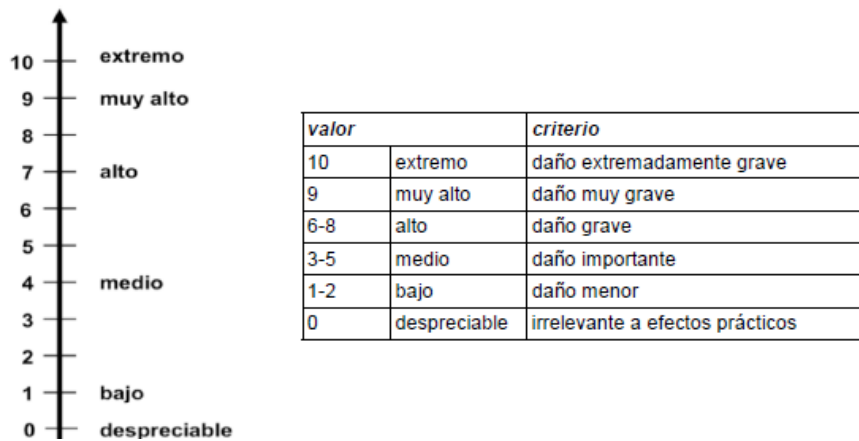 10 extremo
9 muy alto
8
7 alto
6
5
4 medio
3
2
1 bajo
0 despreciable
valor criterio
10 extremo daño extremadamente grave
9 muy alto daño muy grave
6-8 alto daño grave
3-5 medio daño importante
1-2 bajo daño menor
0 despreciable irrelevante a efectos prácticos